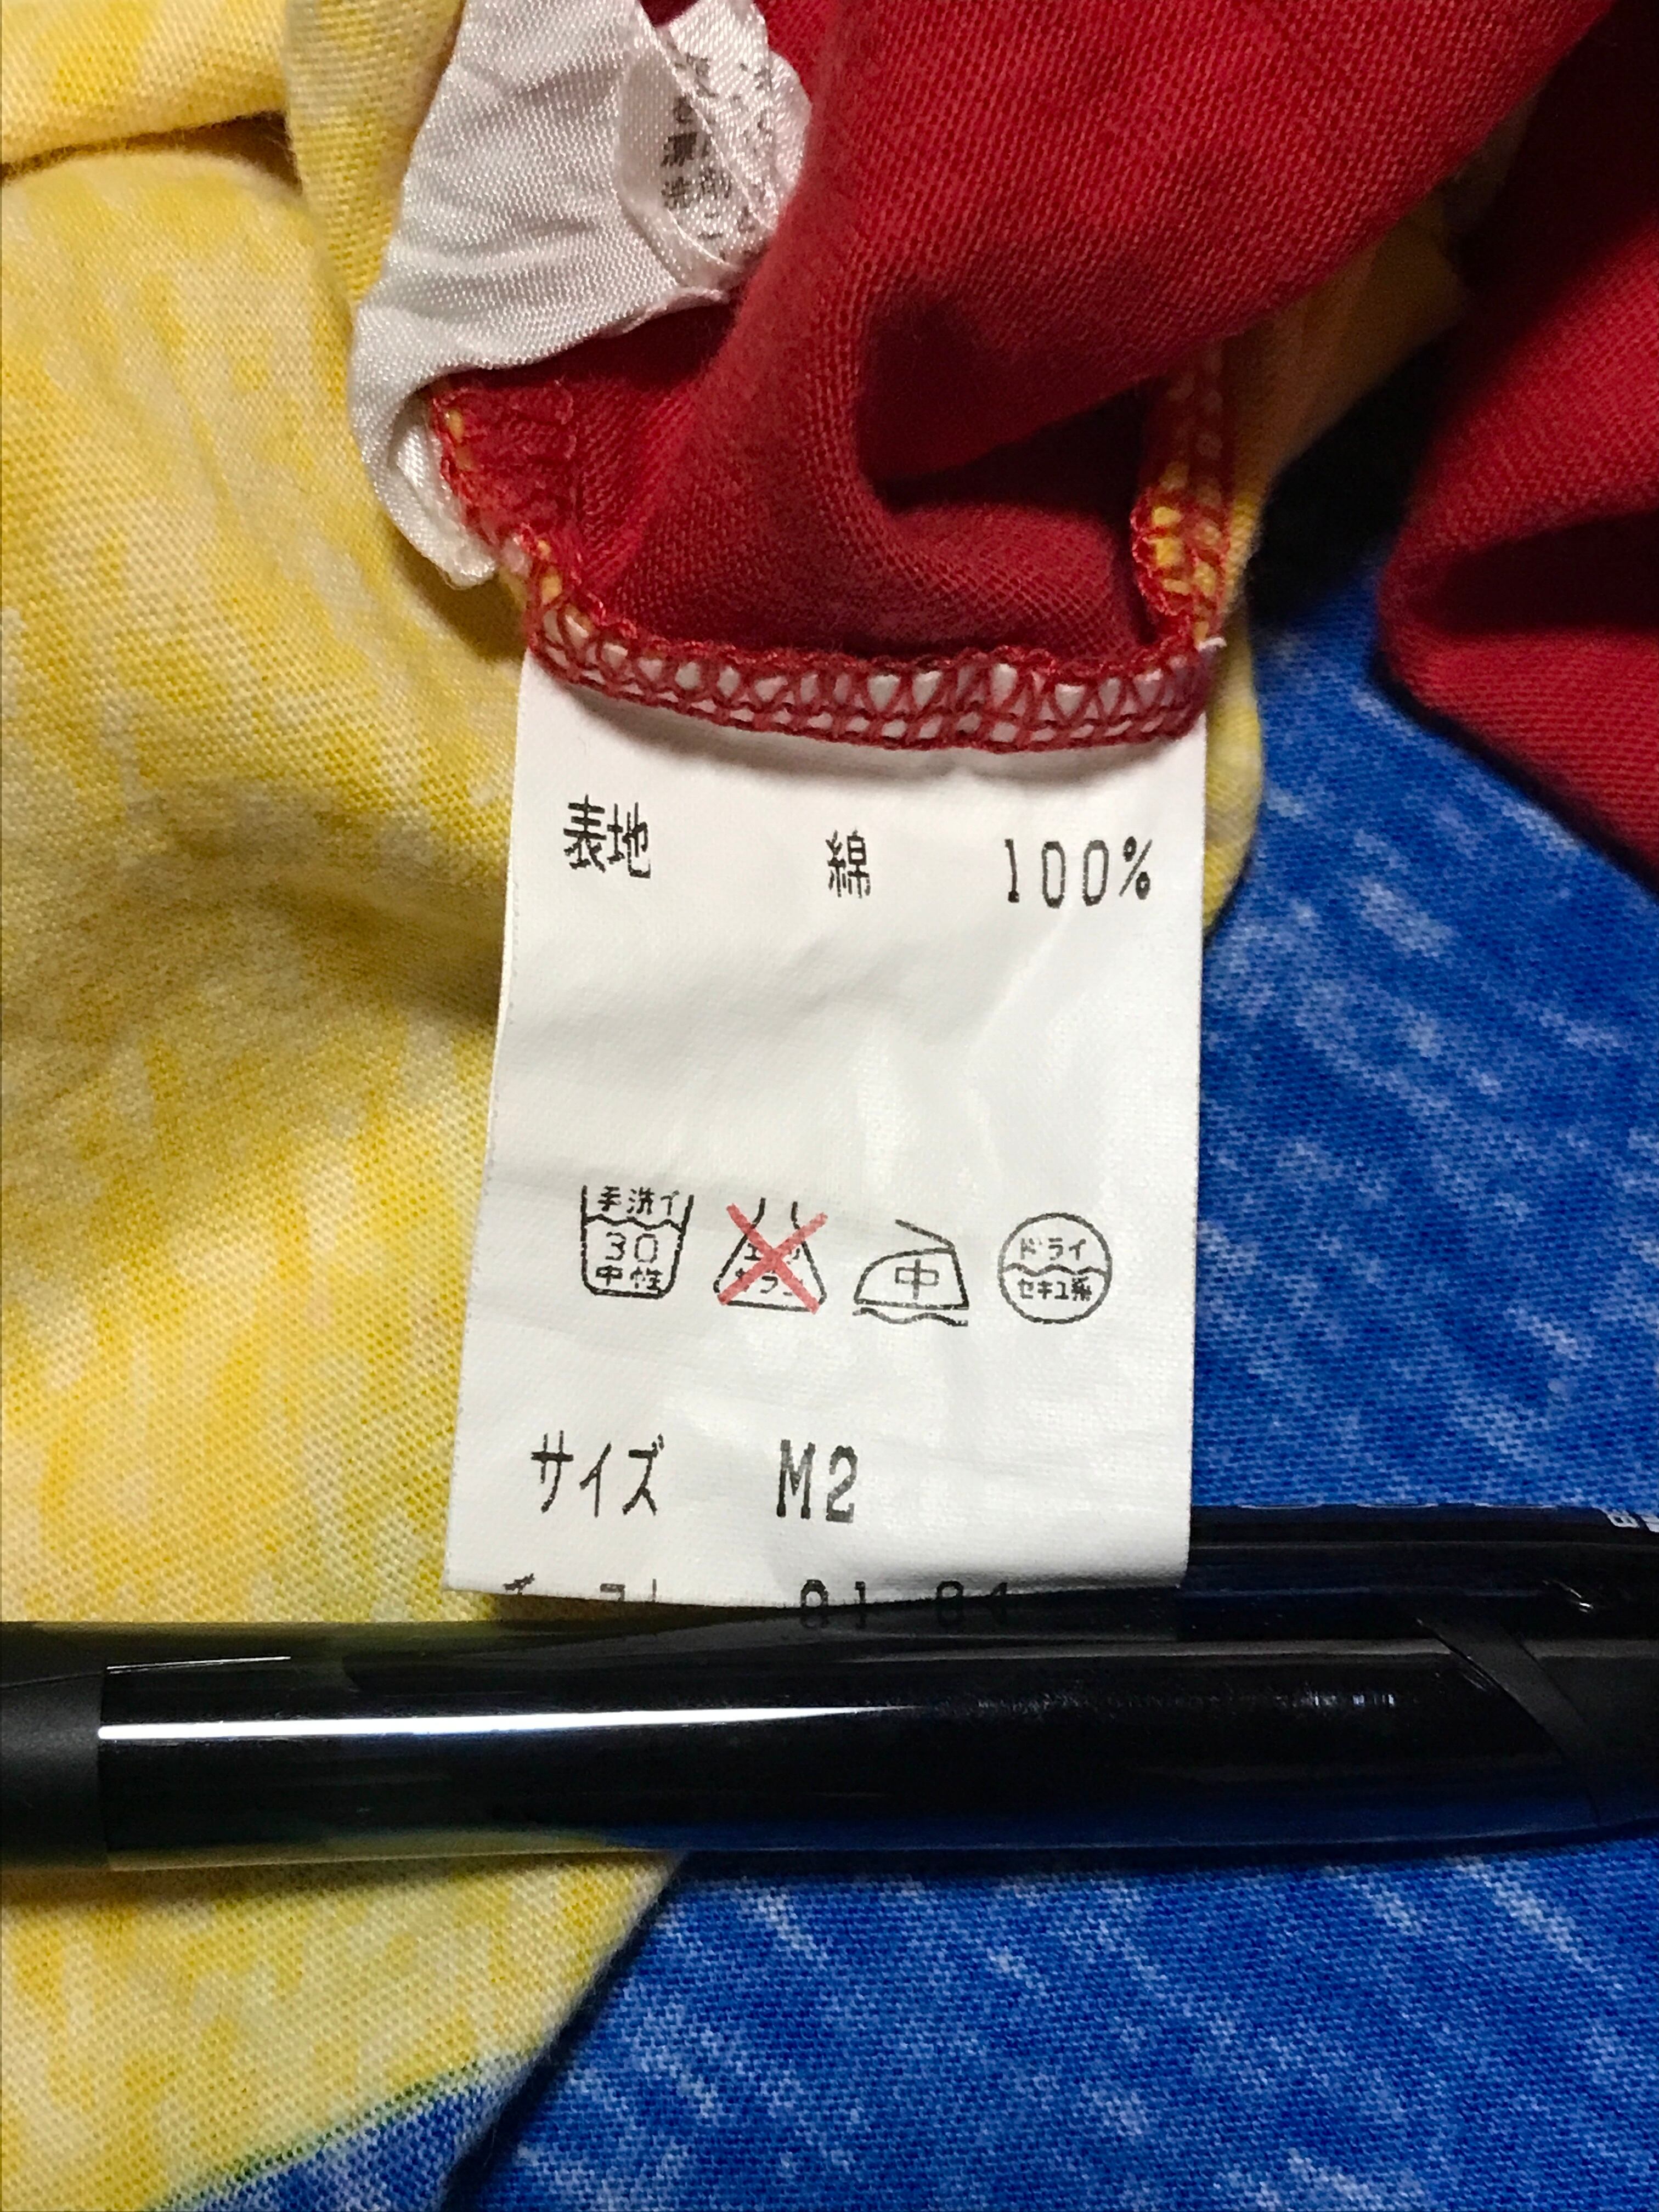 表地 綿 100%
手洗イ
30
中性
中
ドライ
セキユ系
サイズ M2